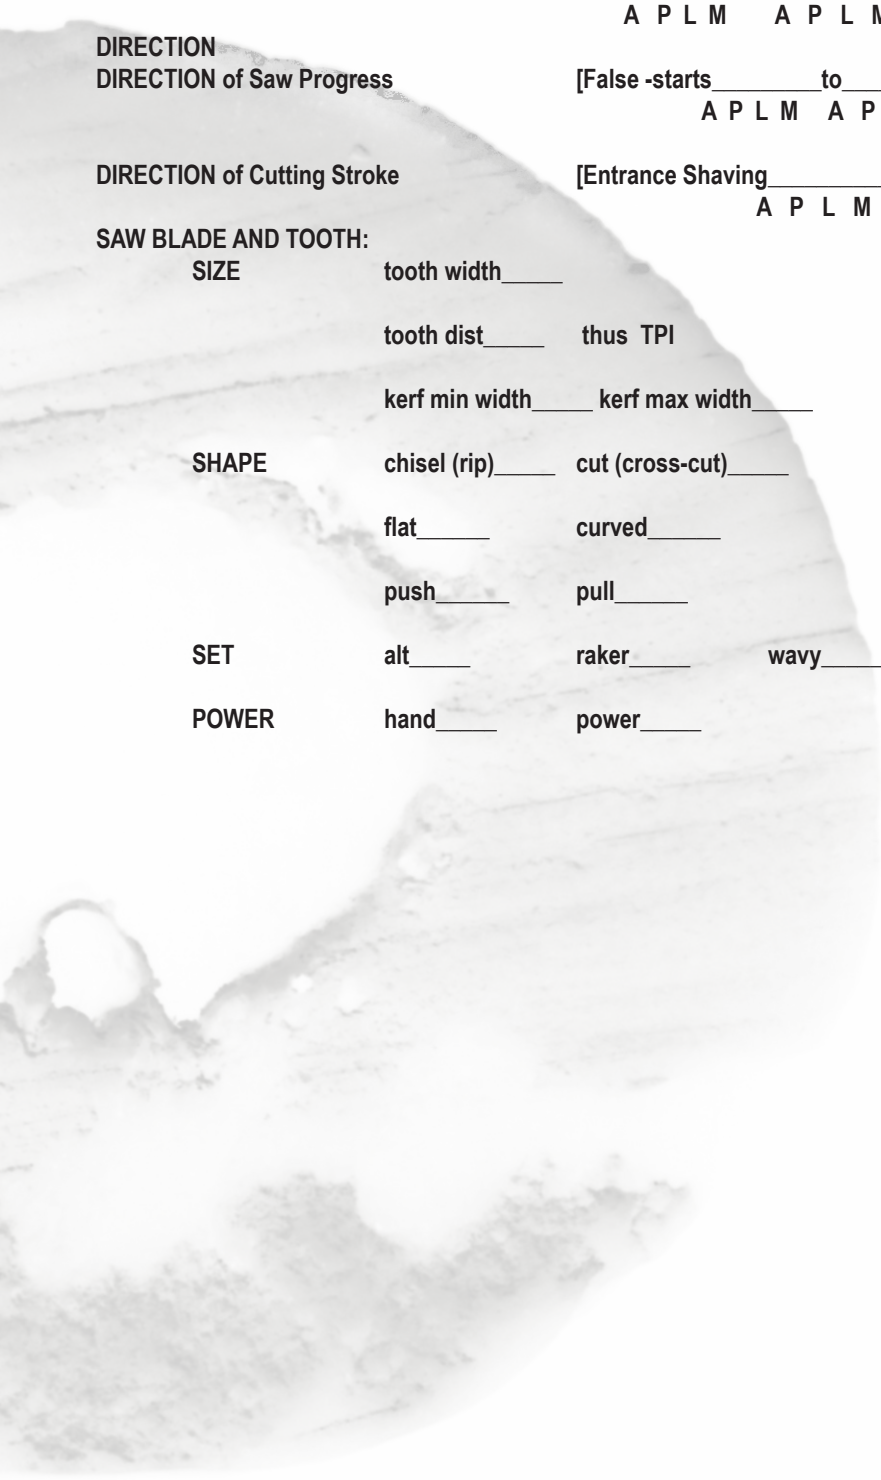 A P L M A P L M
DIRECTION
DIRECTION of Saw Progress [False -starts_________to___
A P L M A P
DIRECTION of Cutting Stroke [Entrance Shaving_________
A P L M
SAW BLADE AND TOOTH:
SIZE tooth width_____
tooth dist_____ thus TPI
kerf min width_____ kerf max width_____
SHAPE chisel (rip)_____ cut (cross-cut)_____
flat______ curved______
push______ pull______
SET alt_____ raker_____ wavy_____
POWER hand_____ power_____